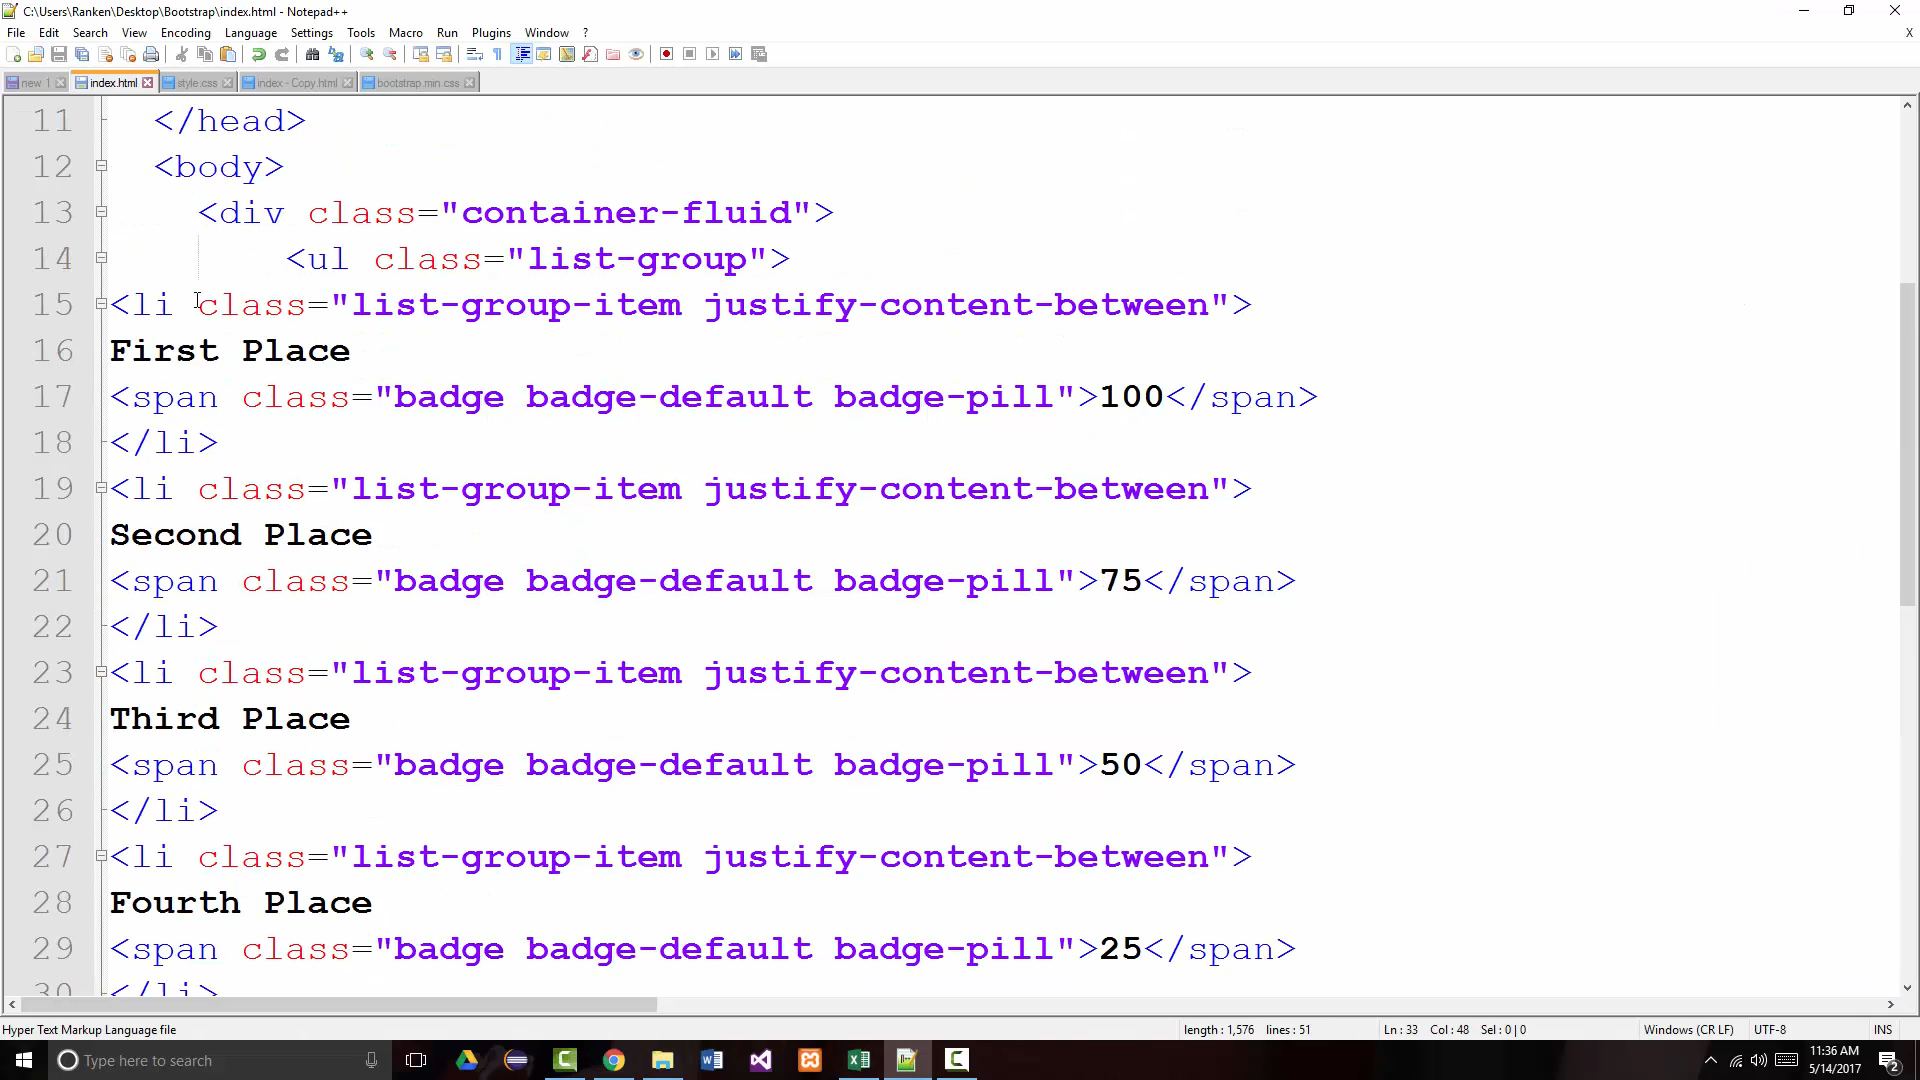 C:\Users\Ranken\Desktop\Bootstrap\index.html - Notepad++
File Edit Search View Encoding Language Settings Tools Macro Run Plugins Window ? X
new 1 index.html style.css index - Copy.html bootstrap.min.css
11 </head>
12 <body>
13 <div class="container-fluid">
14 <ul class="list-group">
15 <li class="list-group-item justify-content-between">
16 First Place
17 <span class="badge badge-default badge-pill">100</span>
18 </li>
19 <li class="list-group-item justify-content-between">
20 Second Place
21 <span class="badge badge-default badge-pill">75</span>
22 </li>
23 <li class="list-group-item justify-content-between">
24 Third Place
25 <span class="badge badge-default badge-pill">50</span>
26 </li>
27 <li class="list-group-item justify-content-between">
28 Fourth Place
29 <span class="badge badge-default badge-pill">25</span>
30 </li>
Hyper Text Markup Language file length : 1,576 lines : 51 Ln : 33 Col : 48 Sel : 0 | 0 Windows (CR LF) UTF-8 INS
Type here to search
11:36 AM
5/14/2017
2